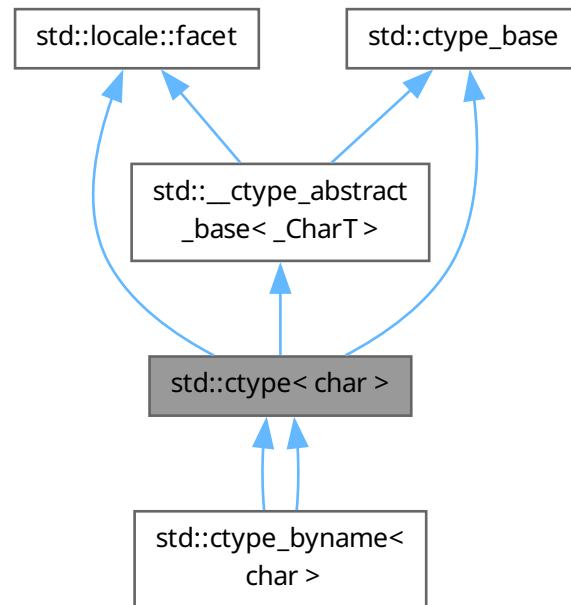 std::locale::facet
std::ctype_base
std::__ctype_abstract
_base< _CharT >
std::ctype< char >
std::ctype_byname<
char >